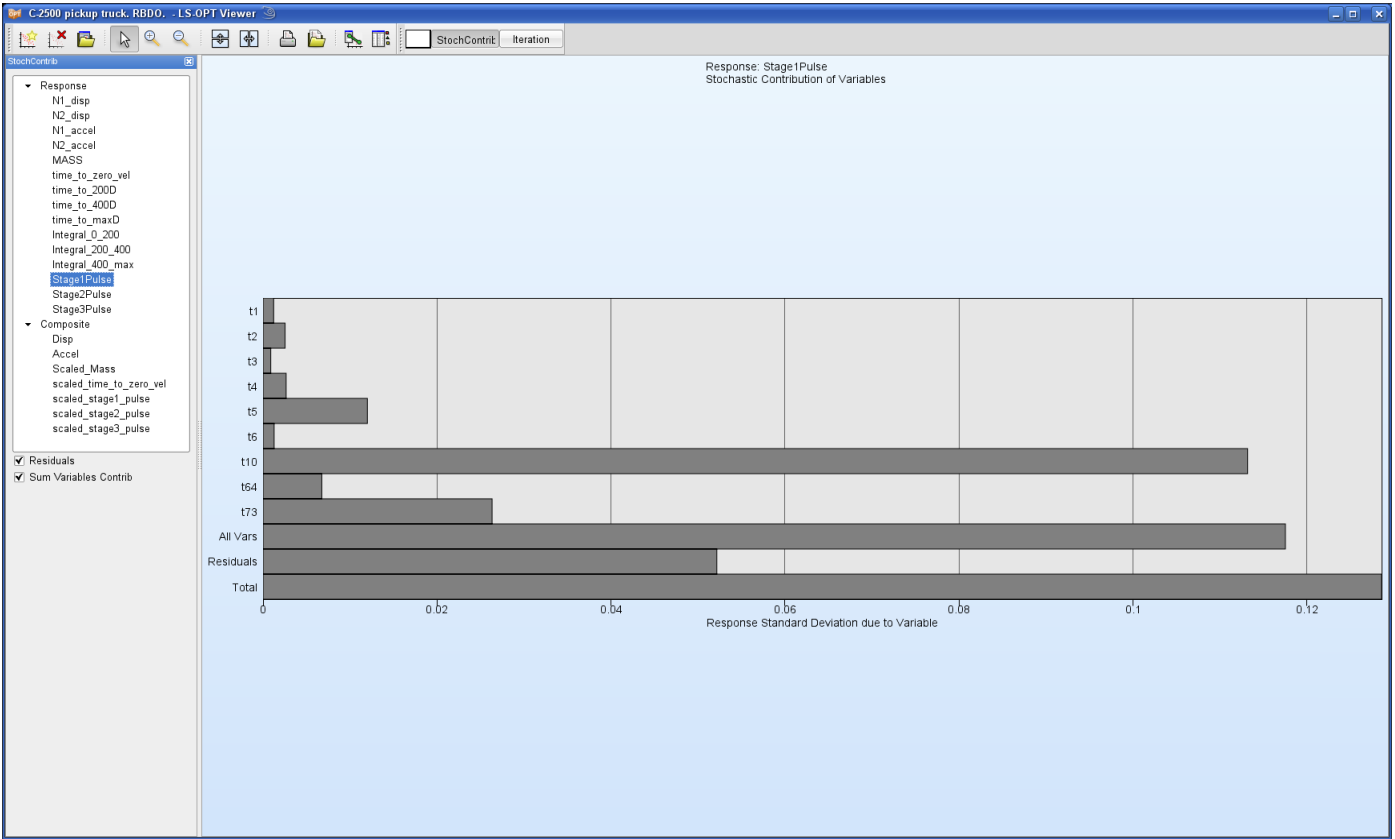 C-2500 pickup truck. RBDO. - LS-OPT Viewer
StochContrib Iteration
StochContrib
Response
N1_disp
N2_disp
N1_accel
N2_accel
MASS
time_to_zero_vel
time_to_200D
time_to_400D
time_to_maxD
Integral_0_200
Integral_200_400
Integral_400_max
Stage1Pulse
Stage2Pulse
Stage3Pulse
Composite
Disp
Accel
Scaled_Mass
scaled_time_to_zero_vel
scaled_stage1_pulse
scaled_stage2_pulse
scaled_stage3_pulse
Residuals
Sum Variables Contrib
Response: Stage1Pulse
Stochastic Contribution of Variables
t1
t2
t3
t4
t5
t6
t10
t64
t73
All Vars
Residuals
Total
0 0.02 0.04 0.06 0.08 0.1 0.12
Response Standard Deviation due to Variable